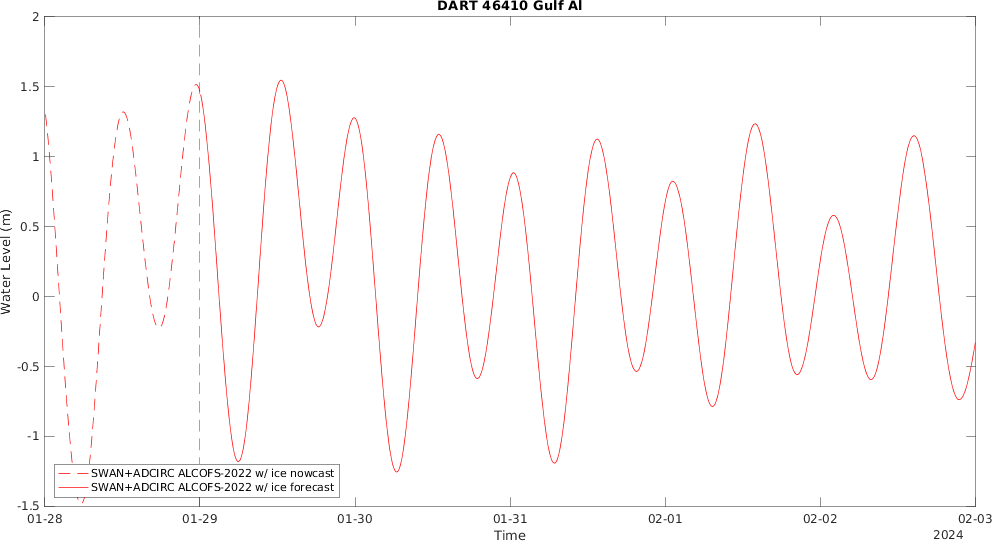 DART 46410 Gulf Al
2
1.5
1
0.5
0
-0.5
-1
-1.5
Water Level (m)
SWAN+ADCIRC ALCOFS-2022 w/ ice nowcast
SWAN+ADCIRC ALCOFS-2022 w/ ice forecast
01-28 01-29 01-30 01-31 02-01 02-02 02-03
Time
2024